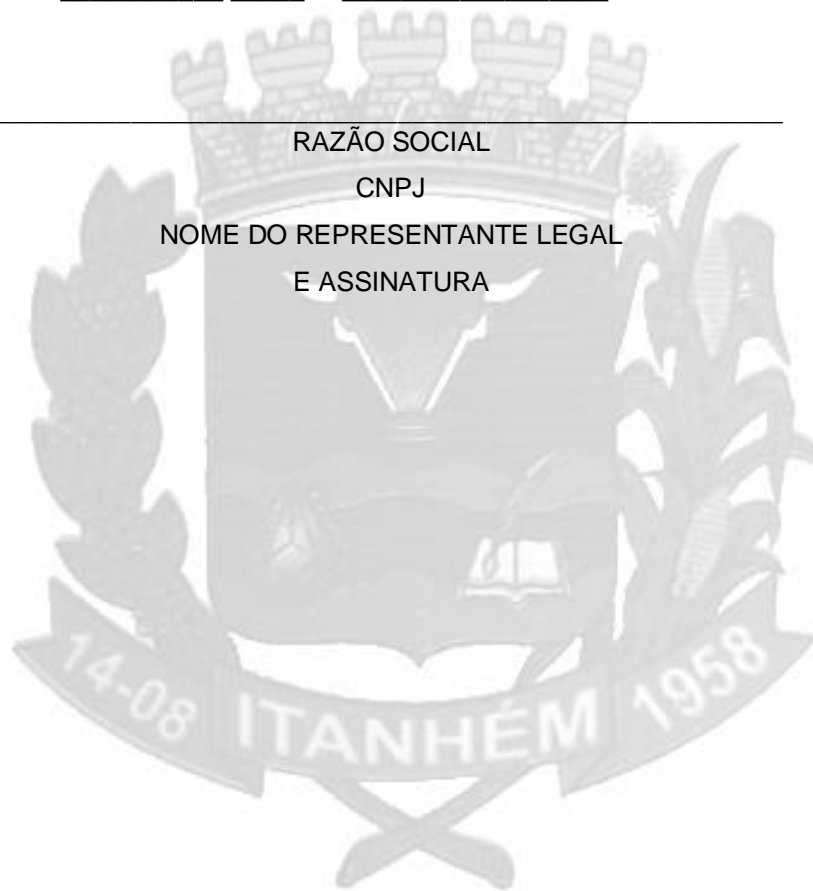 RAZÃO SOCIAL
CNPJ
NOME DO REPRESENTANTE LEGAL
E ASSINATURA
14-08 ITANHÉM 1958